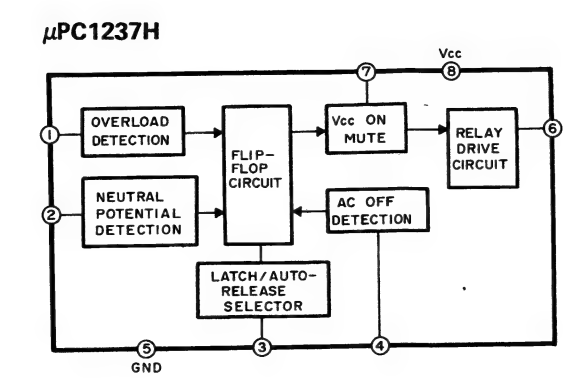 μPC1237H
Vcc
7
8
OVERLOAD
DETECTION
1
FLIP-
FLOP
CIRCUIT
Vcc ON
MUTE
RELAY
DRIVE
CIRCUIT
6
NEUTRAL
POTENTIAL
DETECTION
2
AC OFF
DETECTION
LATCH/AUTO-
RELEASE
SELECTOR
5
3
4
GND